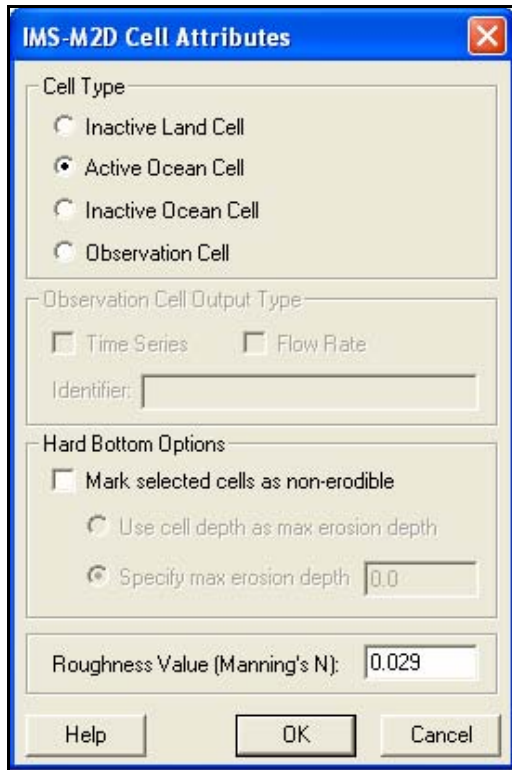 IMS-M2D Cell Attributes
Cell Type
Inactive Land Cell
Active Ocean Cell
Inactive Ocean Cell
Observation Cell
Observation Cell Output Type
Time Series Flow Rate
Identifier:
Hard Bottom Options
Mark selected cells as non-erodible
Use cell depth as max erosion depth
Specify max erosion depth 0.0
Roughness Value (Manning's N): 0.029
Help OK Cancel